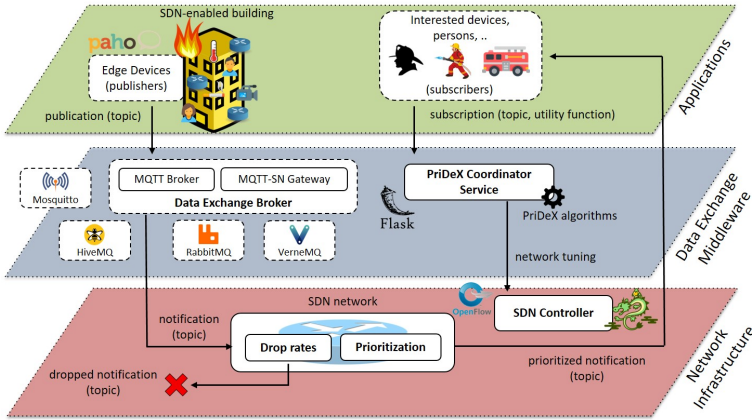 SDN-enabled building
paho
Edge Devices
(publishers)
Interested devices,
persons, ..
(subscribers)
Applications
publication (topic)
subscription (topic, utility function)
Mosquitto
MQTT Broker
MQTT-SN Gateway
Data Exchange Broker
PriDeX Coordinator
Service
Flask
PriDeX algorithms
HiveMQ
RabbitMQ
VerneMQ
network tuning
Data Exchange
Middleware
SDN network
OpenFlow
SDN Controller
notification
(topic)
Drop rates
Prioritization
prioritized notification
(topic)
dropped notification
(topic)
Network
Infrastructure